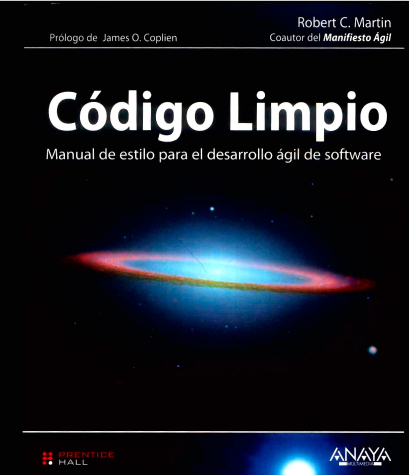 Robert C. Martin
Prólogo de James O. Coplien
Coautor del Manifiesto Ágil
Código Limpio
Manual de estilo para el desarrollo ágil de software
PRENTICE
HALL
ANAYA
MULTIMEDIA